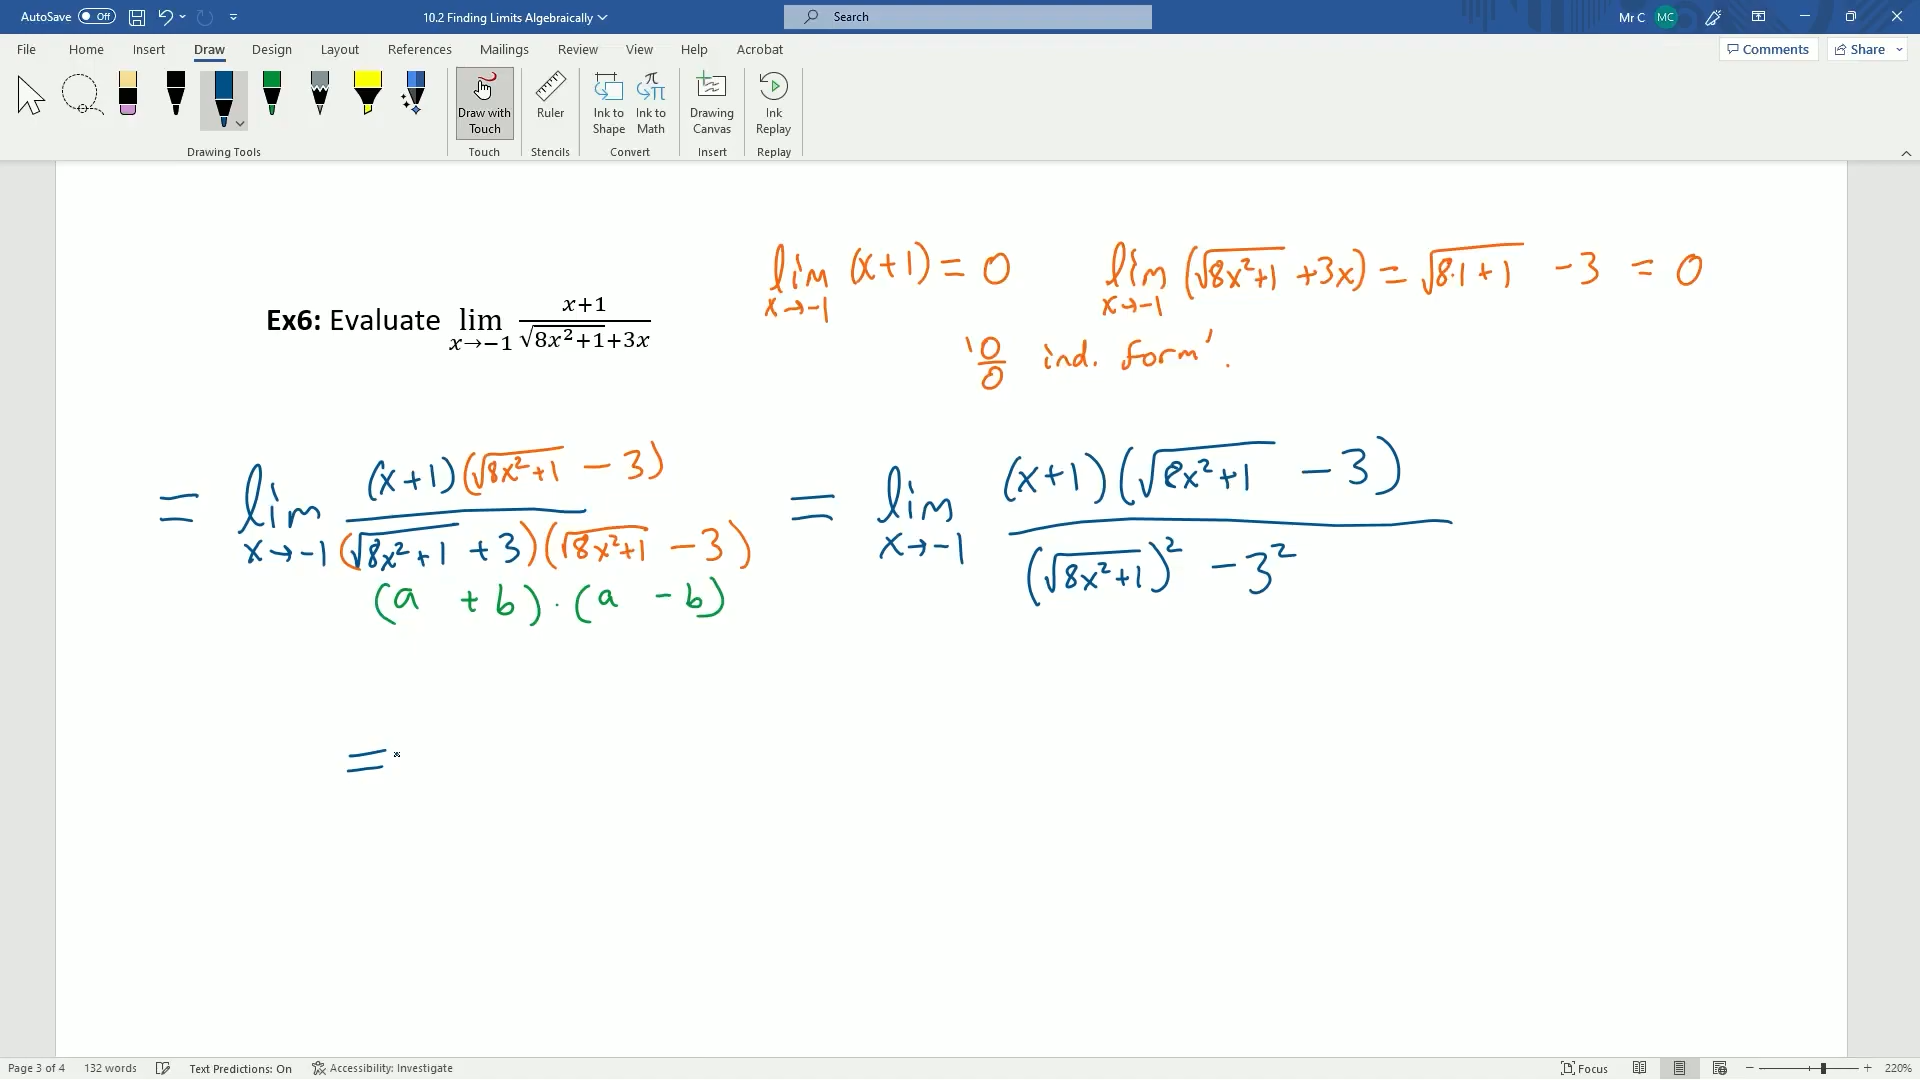 AutoSave Off 10.2 Finding Limits Algebraically Search Mr C MC
File Home Insert Draw Design Layout References Mailings Review View Help Acrobat Comments Share
Draw with Touch Ruler Ink to Shape Ink to Math Drawing Canvas Ink Replay
Drawing Tools Touch Stencils Convert Insert Replay
lim x→-1 (x+1) = 0 lim x→-1 (√(8x²+1) +3x) = √(8·1+1) -3 = 0
Ex6: Evaluate lim x→−1 (x+1)/(√(8x²+1)+3x)
'0/0 ind. form'.
= lim x→-1 (x+1)(√(8x²+1) -3) / (√(8x²+1) +3)(√(8x²+1) -3) = lim x→-1 (x+1)(√(8x²+1) -3) / (√(8x²+1))² -3²
(a +b)·(a -b)
=
Page 3 of 4 132 words Text Predictions: On Accessibility: Investigate Focus 220%